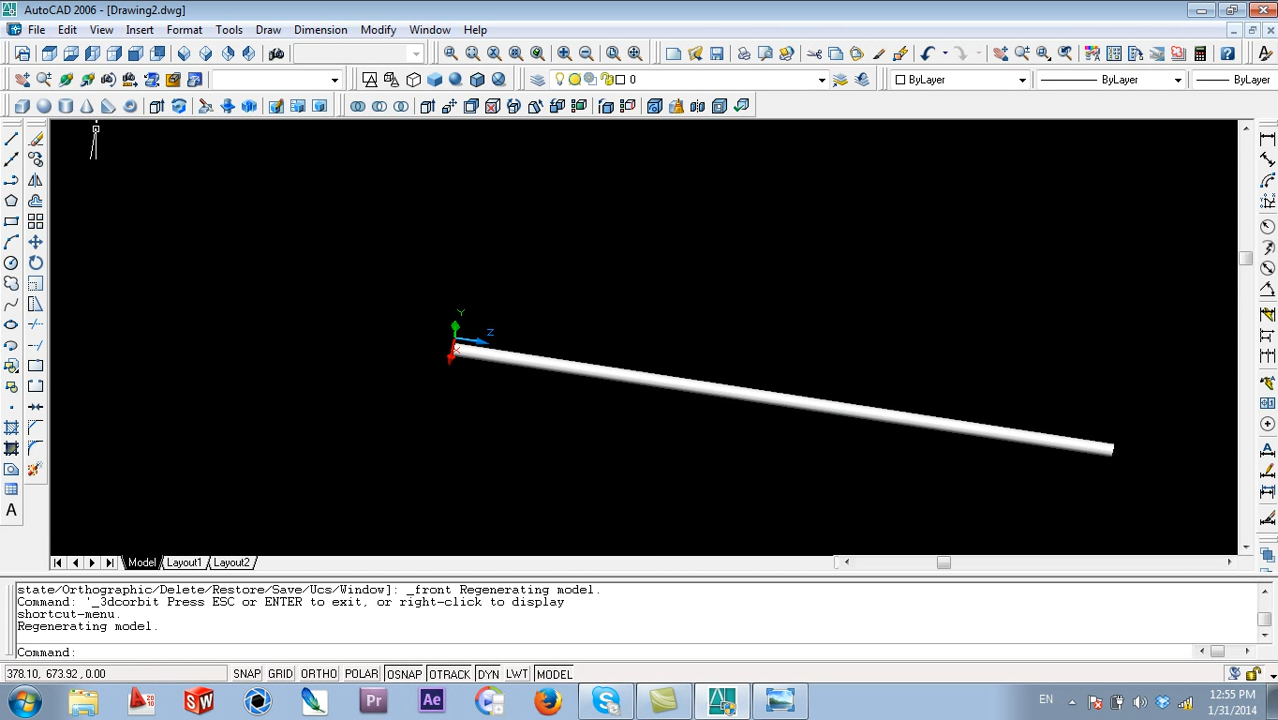 AutoCAD 2006 - [Drawing2.dwg]
File Edit View Insert Format Tools Draw Dimension Modify Window Help
0 ByLayer ByLayer ByLayer
Y
Z
X
A
Model Layout1 Layout2
state/Orthographic/Delete/Restore/Save/Ucs/Window]: _front Regenerating model.
Command: '_3dcorbit Press ESC or ENTER to exit, or right-click to display
shortcut-menu.
Regenerating model.
Command:
378.10, 673.92, 0.00 SNAP GRID ORTHO POLAR OSNAP OTRACK DYN LWT MODEL
Pr Ae EN 12:55 PM
1/31/2014